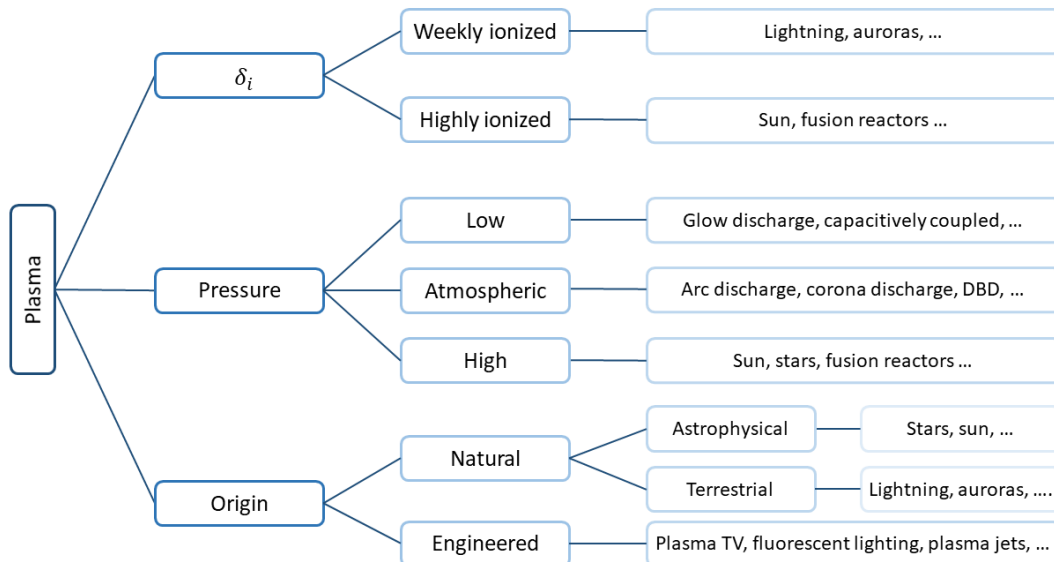 Plasma
δᵢ
Weekly ionized
Lightning, auroras, ...
Highly ionized
Sun, fusion reactors ...
Pressure
Low
Glow discharge, capacitively coupled, ...
Atmospheric
Arc discharge, corona discharge, DBD, ...
High
Sun, stars, fusion reactors ...
Origin
Natural
Astrophysical
Stars, sun, ...
Terrestrial
Lightning, auroras, ....
Engineered
Plasma TV, fluorescent lighting, plasma jets, ...